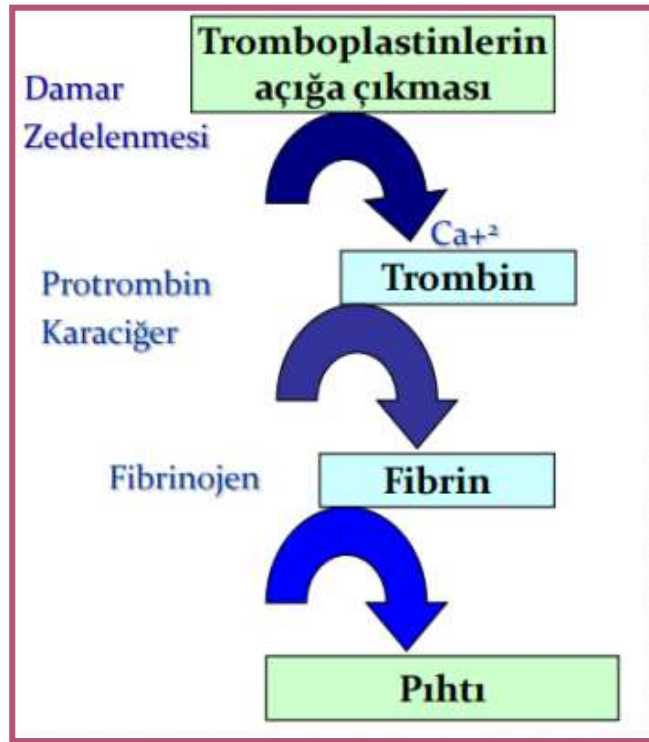 Tromboplastinlerin
açığa çıkması
Damar
Zedelenmesi
Ca+²
Trombin
Protrombin
Karaciğer
Fibrin
Fibrinojen
Pıhtı